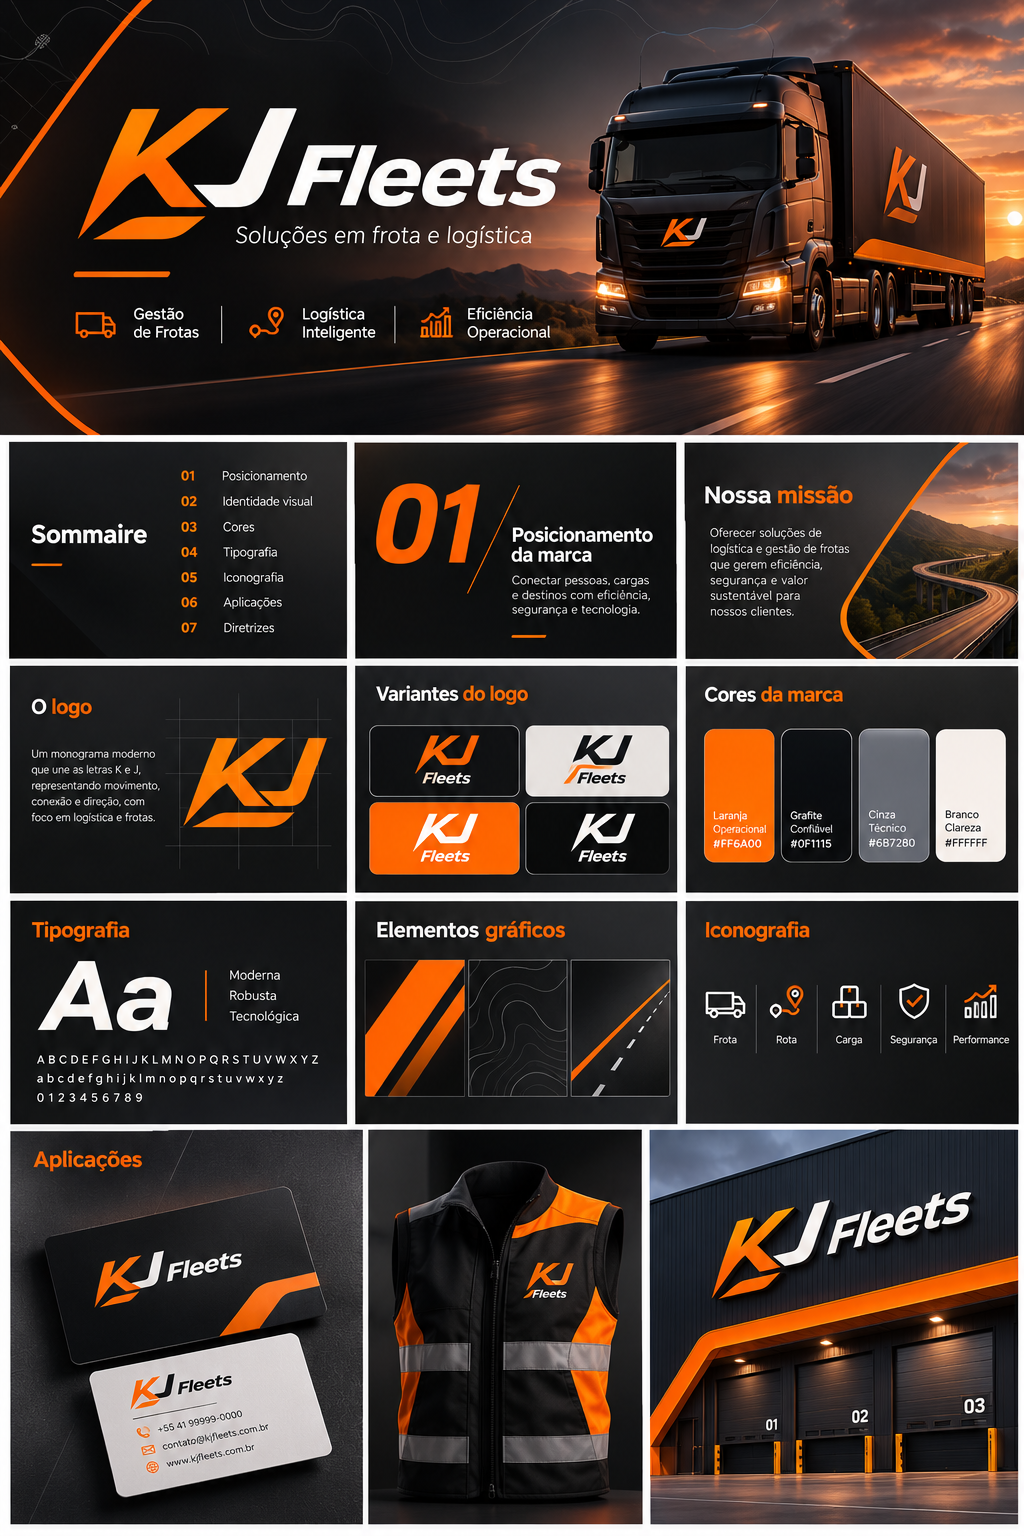 KJ Fleets
Soluções em frota e logística
Gestão
de Frotas
Logística
Inteligente
Eficiência
Operacional
KJ
KJ
Sommaire
01 Posicionamento
02 Identidade visual
03 Cores
04 Tipografia
05 Iconografia
06 Aplicações
07 Diretrizes
01
Posicionamento
da marca
Conectar pessoas, cargas
e destinos com eficiência,
segurança e tecnologia.
Nossa missão
Oferecer soluções de
logística e gestão de frotas
que gerem eficiência,
segurança e valor
sustentável para
nossos clientes.
O logo
Um monograma moderno
que une as letras K e J,
representando movimento,
conexão e direção, com
foco em logística e frotas.
KJ
Variantes do logo
KJ
Fleets
KJ
Fleets
KJ
Fleets
KJ
Fleets
Cores da marca
Laranja
Operacional
#FF6A00
Grafite
Confiável
#0F1115
Cinza
Técnico
#6B7280
Branco
Clareza
#FFFFFF
Tipografia
Aa
Moderna
Robusta
Tecnológica
A B C D E F G H I J K L M N O P Q R S T U V W X Y Z
a b c d e f g h i j k l m n o p q r s t u v w x y z
0 1 2 3 4 5 6 7 8 9
Elementos gráficos
Iconografia
Frota
Rota
Carga
Segurança
Performance
Aplicações
KJ Fleets
KJ Fleets
+55 41 99999-0000
contato@kjfleets.com.br
www.kjfleets.com.br
KJ
Fleets
KJ Fleets
01
02
03